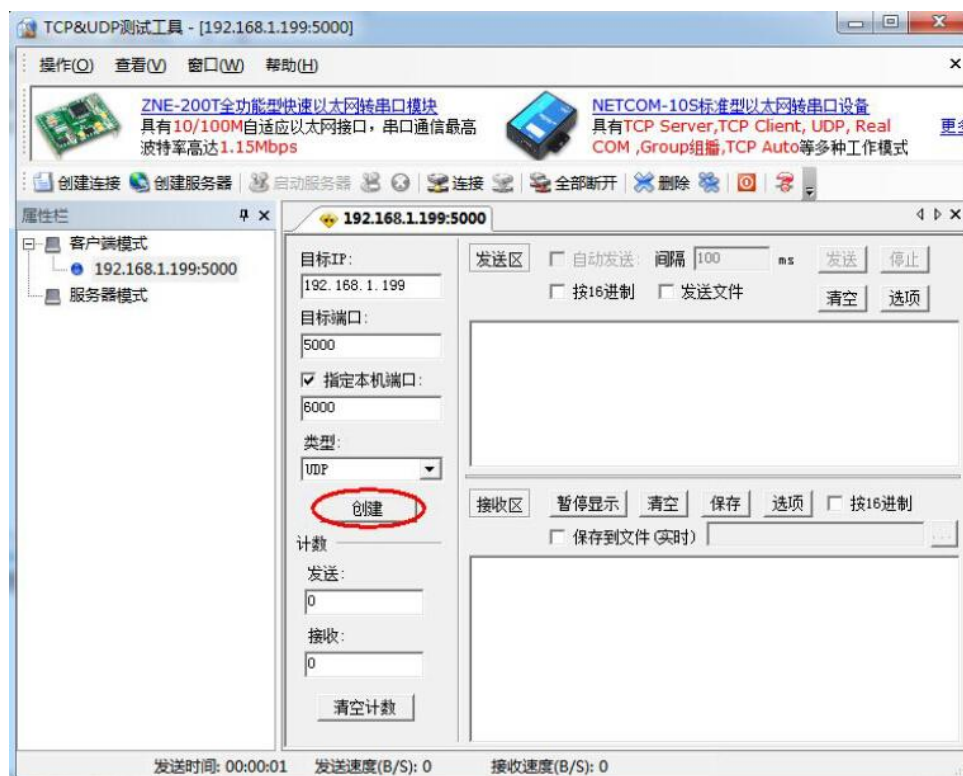 TCP&UDP测试工具 - [192.168.1.199:5000]
操作(O) 查看(V) 窗口(W) 帮助(H)
ZNE-200T全功能型快速以太网转串口模块
具有10/100M自适应以太网接口，串口通信最高
波特率高达1.15Mbps
NETCOM-10S标准型以太网转串口设备
具有TCP Server,TCP Client, UDP, Real
COM ,Group组播,TCP Auto等多种工作模式
创建连接 创建服务器 启动服务器 连接 全部断开 删除
属性栏
客户端模式
192.168.1.199:5000
服务器模式
192.168.1.199:5000
目标IP:
192.168.1.199
目标端口:
5000
指定本机端口:
6000
类型:
UDP
创建
计数
发送:
0
接收:
0
清空计数
发送区 自动发送: 间隔 100 ms 发送 停止
按16进制 发送文件 清空 选项
接收区 暂停显示 清空 保存 选项 按16进制
保存到文件(实时) ...
发送时间: 00:00:01 发送速度(B/S): 0 接收速度(B/S): 0